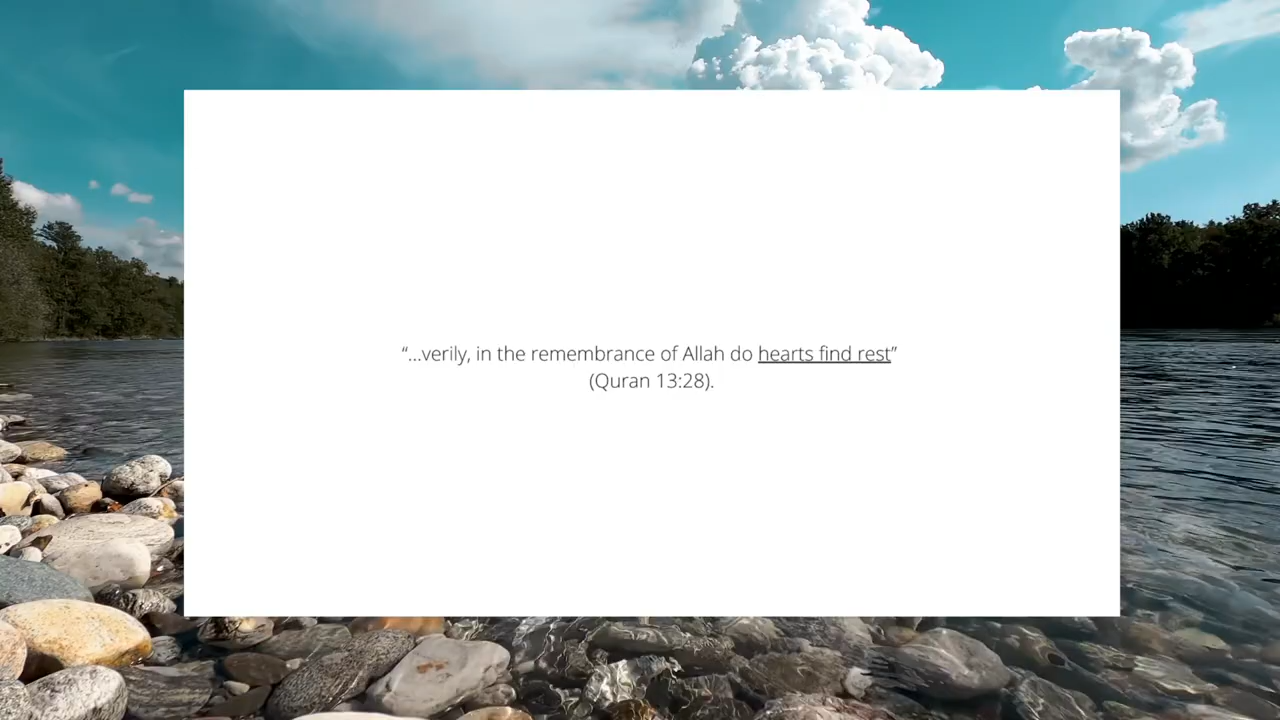 “...verily, in the remembrance of Allah do hearts find rest”
(Quran 13:28).